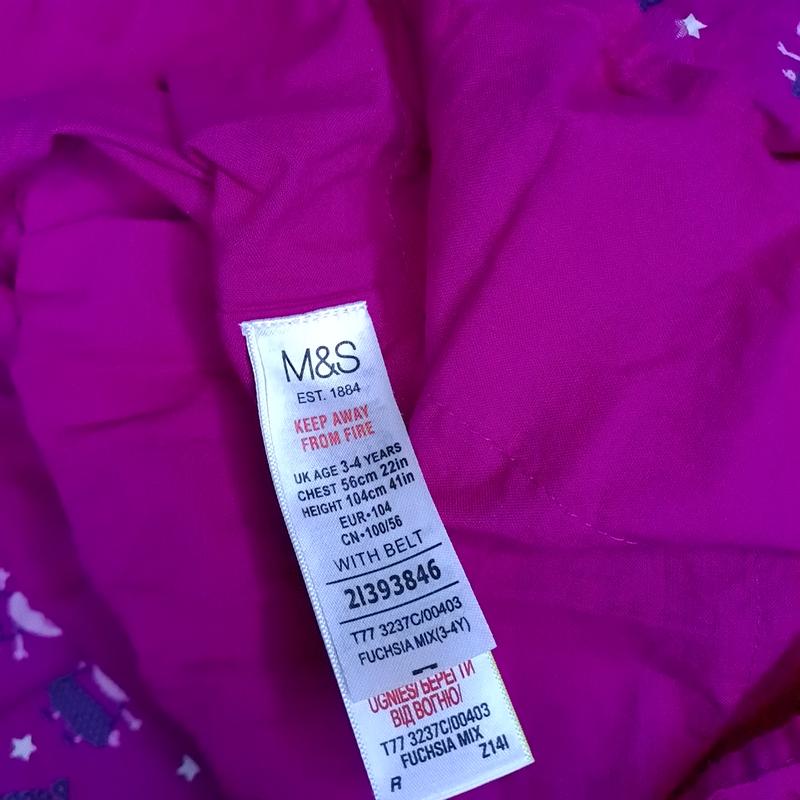 M&S
EST. 1884
KEEP AWAY
FROM FIRE
UK AGE 3-4 YEARS
CHEST 56cm 22in
HEIGHT 104cm 41in
EUR•104
CN•100/56
WITH BELT
21393846
T77 3237C/00403
FUCHSIA MIX(3-4Y)
UGNIES/БЕРЕГТИ
ВІД ВОГНЮ/
T77 3237C/00403
FUCHSIA MIX
R Z14I